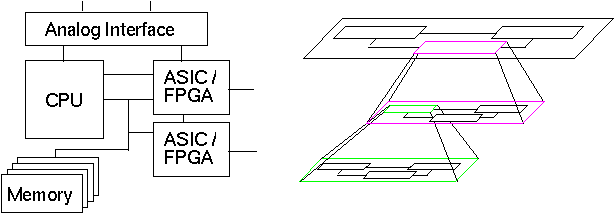 Analog Interface
CPU
ASIC /
FPGA
ASIC /
FPGA
Memory